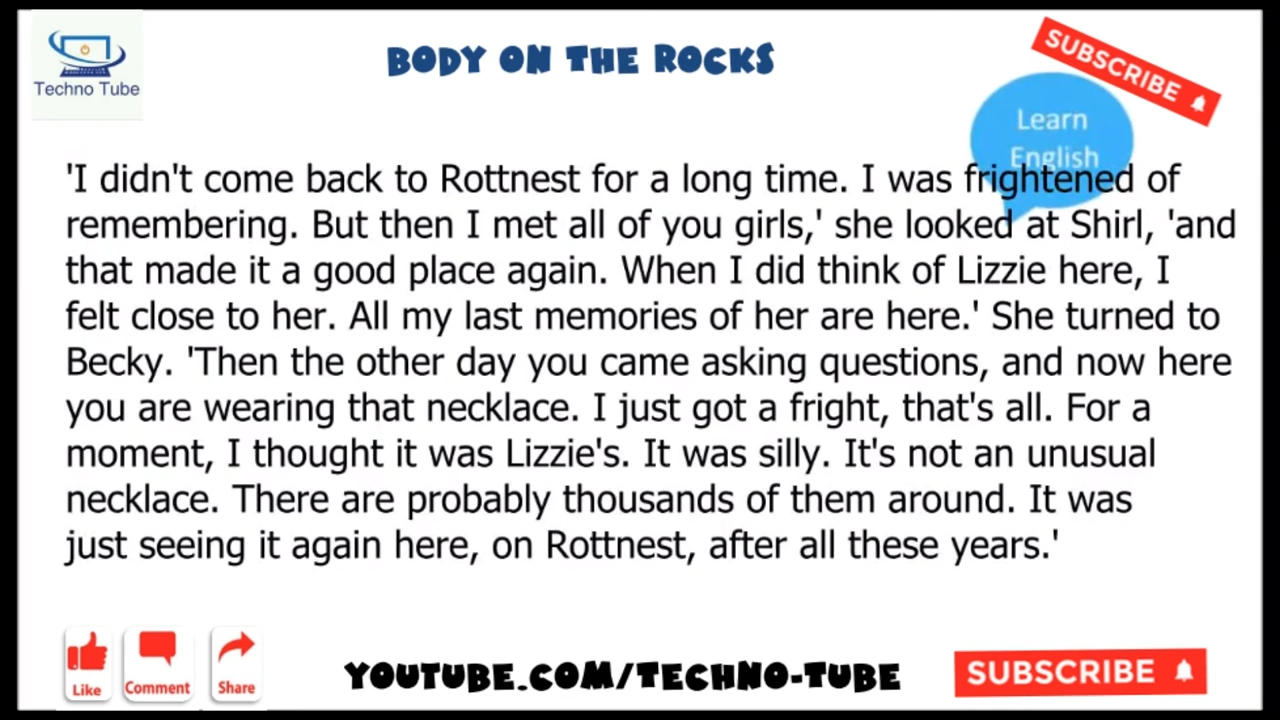 BODY ON THE ROCKS
Techno Tube
SUBSCRIBE
Learn
English
'I didn't come back to Rottnest for a long time. I was frightened of
remembering. But then I met all of you girls,' she looked at Shirl, 'and
that made it a good place again. When I did think of Lizzie here, I
felt close to her. All my last memories of her are here.' She turned to
Becky. 'Then the other day you came asking questions, and now here
you are wearing that necklace. I just got a fright, that's all. For a
moment, I thought it was Lizzie's. It was silly. It's not an unusual
necklace. There are probably thousands of them around. It was
just seeing it again here, on Rottnest, after all these years.'
Like
Comment
Share
YOUTUBE.COM/TECHNO-TUBE
SUBSCRIBE